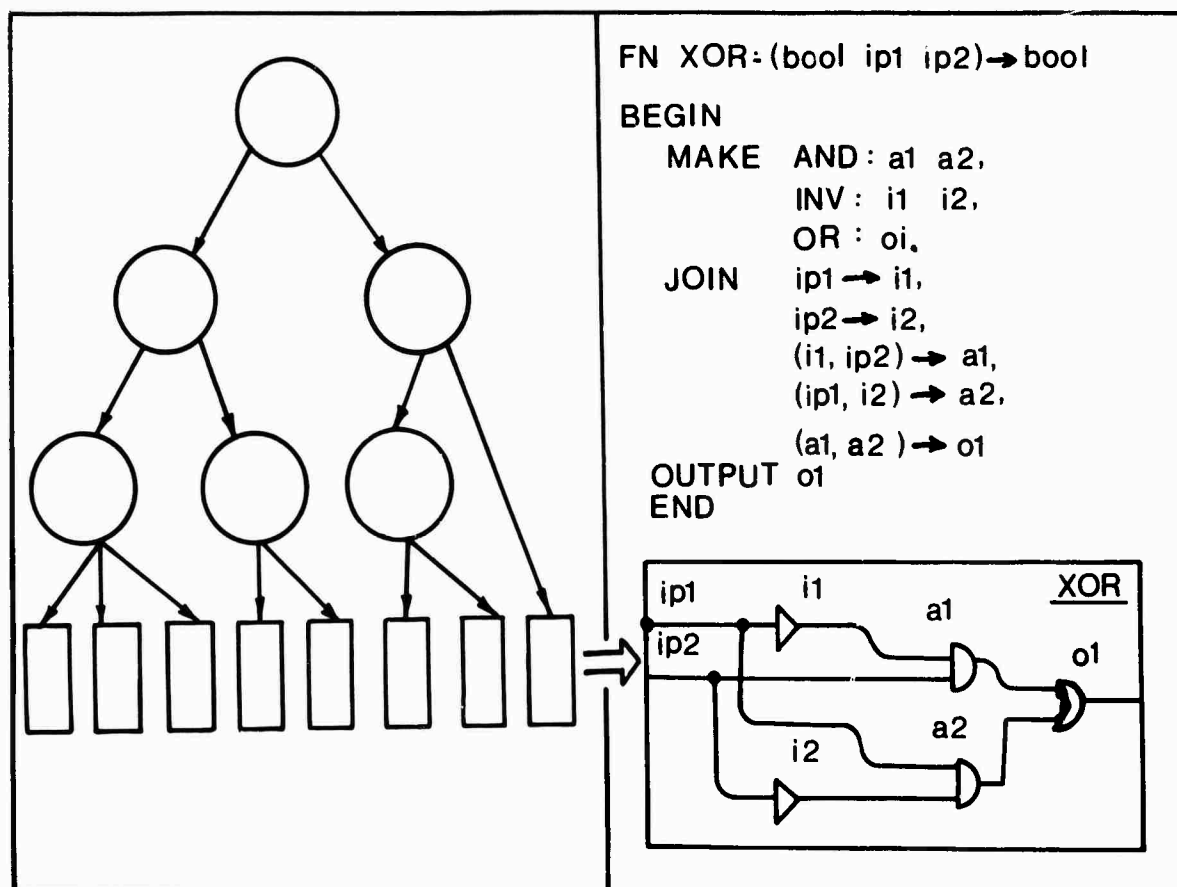 FN XOR:(bool ip1 ip2)→bool
BEGIN
MAKE AND: a1 a2,
INV: i1 i2,
OR: oi.
JOIN ip1→i1,
ip2→i2,
(i1, ip2)→a1,
(ip1, i2)→a2,
(a1, a2)→o1
OUTPUT o1
END
XOR
ip1 i1 a1
ip2 o1
i2 a2